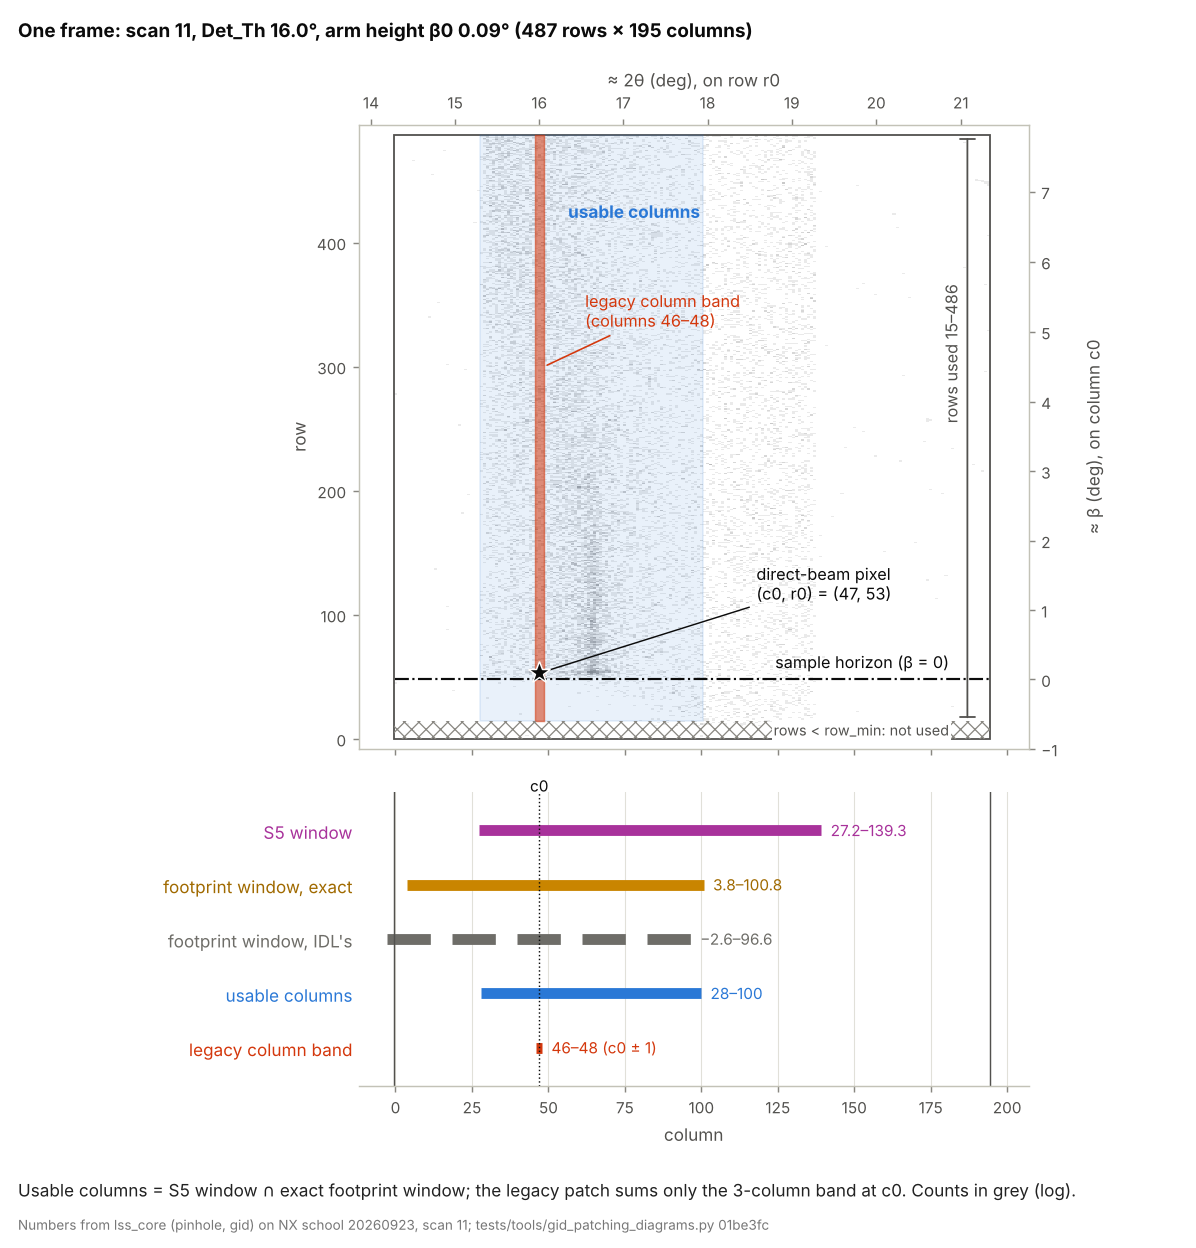 One frame: scan 11, Det_Th 16.0°, arm height β0 0.09° (487 rows × 195 columns)
≈ 2θ (deg), on row r0
14 15 16 17 18 19 20 21
usable columns
legacy column band
(columns 46–48)
rows used 15–486
direct-beam pixel
(c0, r0) = (47, 53)
sample horizon (β = 0)
rows < row_min: not used
row
400
300
200
100
0
≈ β (deg), on column c0
7
6
5
4
3
2
1
0
−1
c0
S5 window
27.2–139.3
footprint window, exact
3.8–100.8
footprint window, IDL's
−2.6–96.6
usable columns
28–100
legacy column band
46–48 (c0 ± 1)
0 25 50 75 100 125 150 175 200
column
Usable columns = S5 window ∩ exact footprint window; the legacy patch sums only the 3-column band at c0. Counts in grey (log).
Numbers from lss_core (pinhole, gid) on NX school 20260923, scan 11; tests/tools/gid_patching_diagrams.py 01be3fc